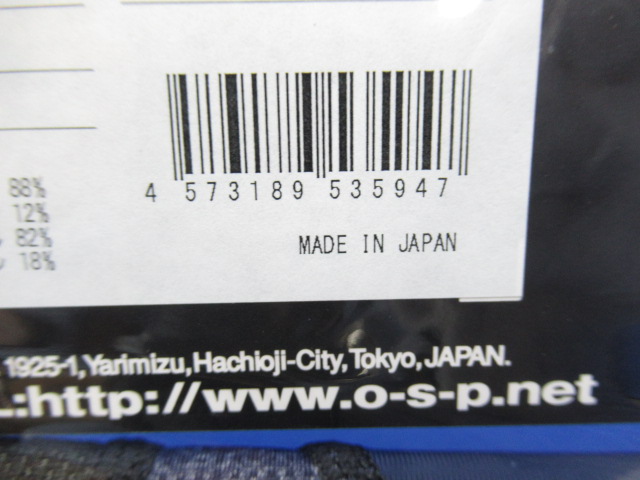 88%
12%
82%
18%
4 573189 535947
MADE IN JAPAN
1925-1,Yarimizu,Hachioji-City,Tokyo,JAPAN.
L:http://www.o-s-p.net